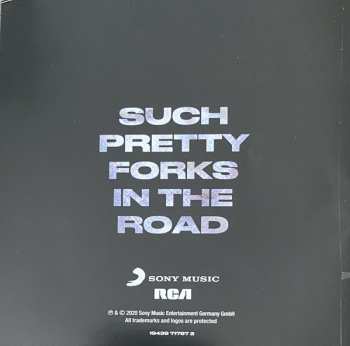 SUCH
PRETTY
FORKS
IN THE
ROAD
SONY MUSIC
RCA
℗ & © 2020 Sony Music Entertainment Germany GmbH
All trademarks and logos are protected
19439 71787 2